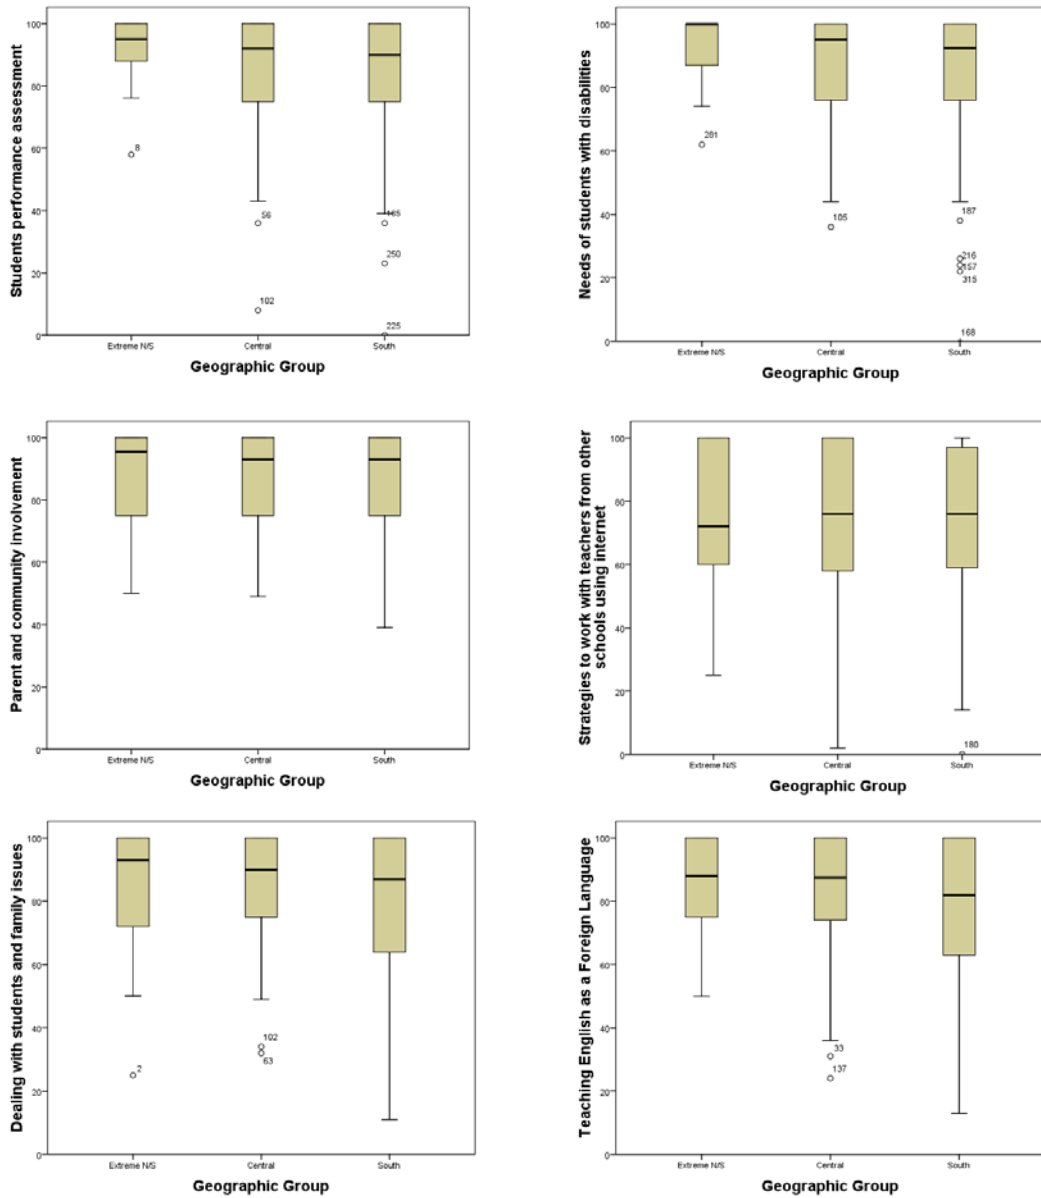 Students performance assessment
100
80
60
40
20
0
8
56
102
165
250
225
Extreme N/S Central South
Geographic Group
Needs of students with disabilities
100
80
60
40
20
0
281
105
187
216
157
315
168
Extreme N/S Central South
Geographic Group
Parent and community involvement
100
80
60
40
20
0
Extreme N/S Central South
Geographic Group
Strategies to work with teachers from other
schools using internet
100
80
60
40
20
0
180
Extreme N/S Central South
Geographic Group
Dealing with students and family issues
100
80
60
40
20
0
2
102
63
Extreme N/S Central South
Geographic Group
Teaching English as a Foreign Language
100
80
60
40
20
0
33
137
Extreme N/S Central South
Geographic Group